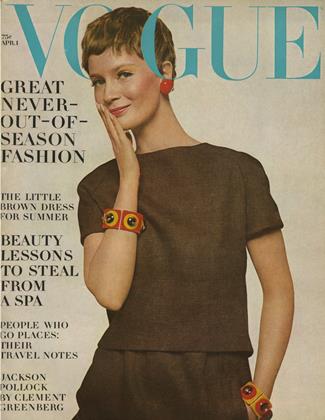 VOGUE
75¢
APR. 1
GREAT
NEVER-
OUT-OF-
SEASON
FASHION
THE LITTLE
BROWN DRESS
FOR SUMMER
BEAUTY
LESSONS
TO STEAL
FROM
A SPA
PEOPLE WHO
GO PLACES:
THEIR
TRAVEL NOTES
JACKSON
POLLOCK
BY CLEMENT
GREENBERG